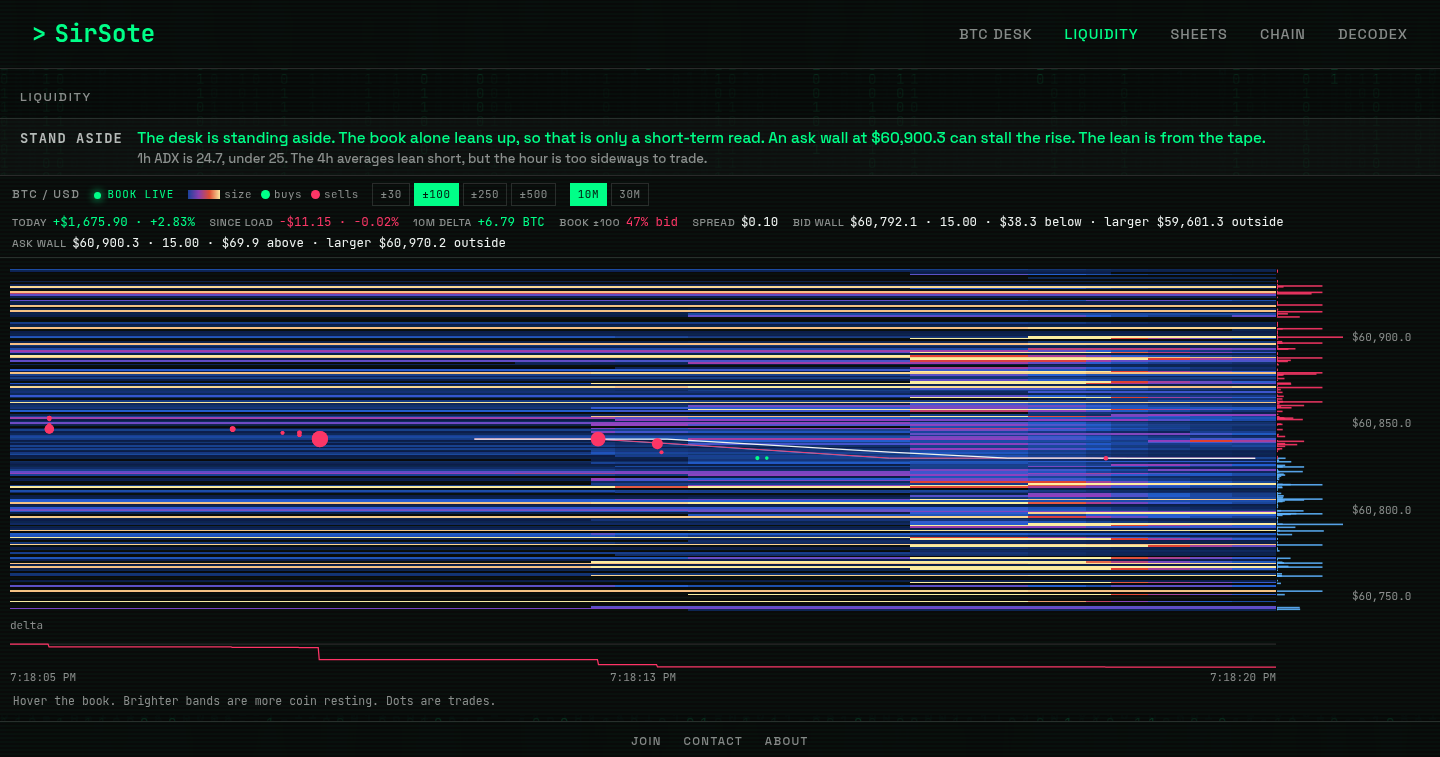 > SirSote
BTC DESK LIQUIDITY SHEETS CHAIN DECODEX
LIQUIDITY
STAND ASIDE The desk is standing aside. The book alone leans up, so that is only a short-term read. An ask wall at $60,900.3 can stall the rise. The lean is from the tape.
1h ADX is 24.7, under 25. The 4h averages lean short, but the hour is too sideways to trade.
BTC / USD BOOK LIVE size buys sells ±30 ±100 ±250 ±500 10M 30M
TODAY +$1,675.90 · +2.83% SINCE LOAD -$11.15 · -0.02% 10M DELTA +6.79 BTC BOOK ±100 47% bid SPREAD $0.10 BID WALL $60,792.1 · 15.00 · $38.3 below · larger $59,601.3 outside
ASK WALL $60,900.3 · 15.00 · $69.9 above · larger $60,970.2 outside
$60,900.0
$60,850.0
$60,800.0
$60,750.0
delta
7:18:05 PM 7:18:13 PM 7:18:20 PM
Hover the book. Brighter bands are more coin resting. Dots are trades.
JOIN CONTACT ABOUT